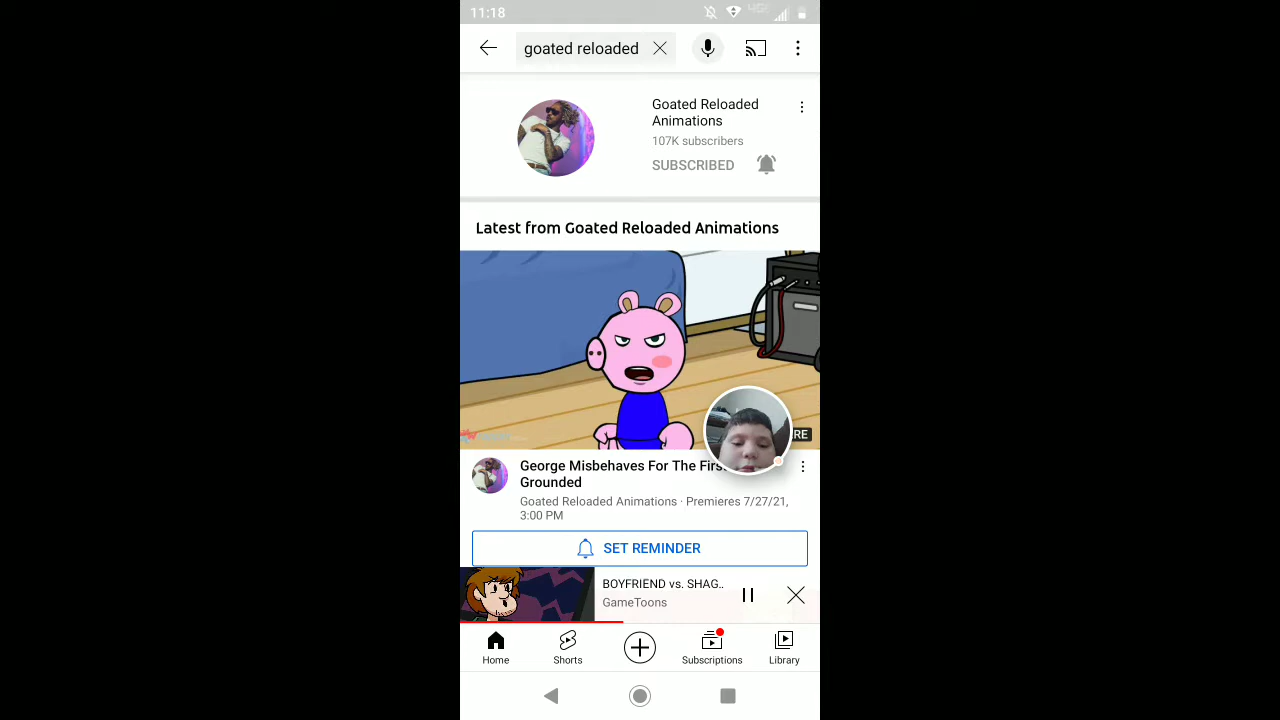 11:18
goated reloaded
Goated Reloaded
Animations
107K subscribers
SUBSCRIBED
Latest from Goated Reloaded Animations
RE
George Misbehaves For The Firs
Grounded
Goated Reloaded Animations · Premieres 7/27/21,
3:00 PM
SET REMINDER
BOYFRIEND vs. SHAG..
GameToons
Home
Shorts
Subscriptions
Library